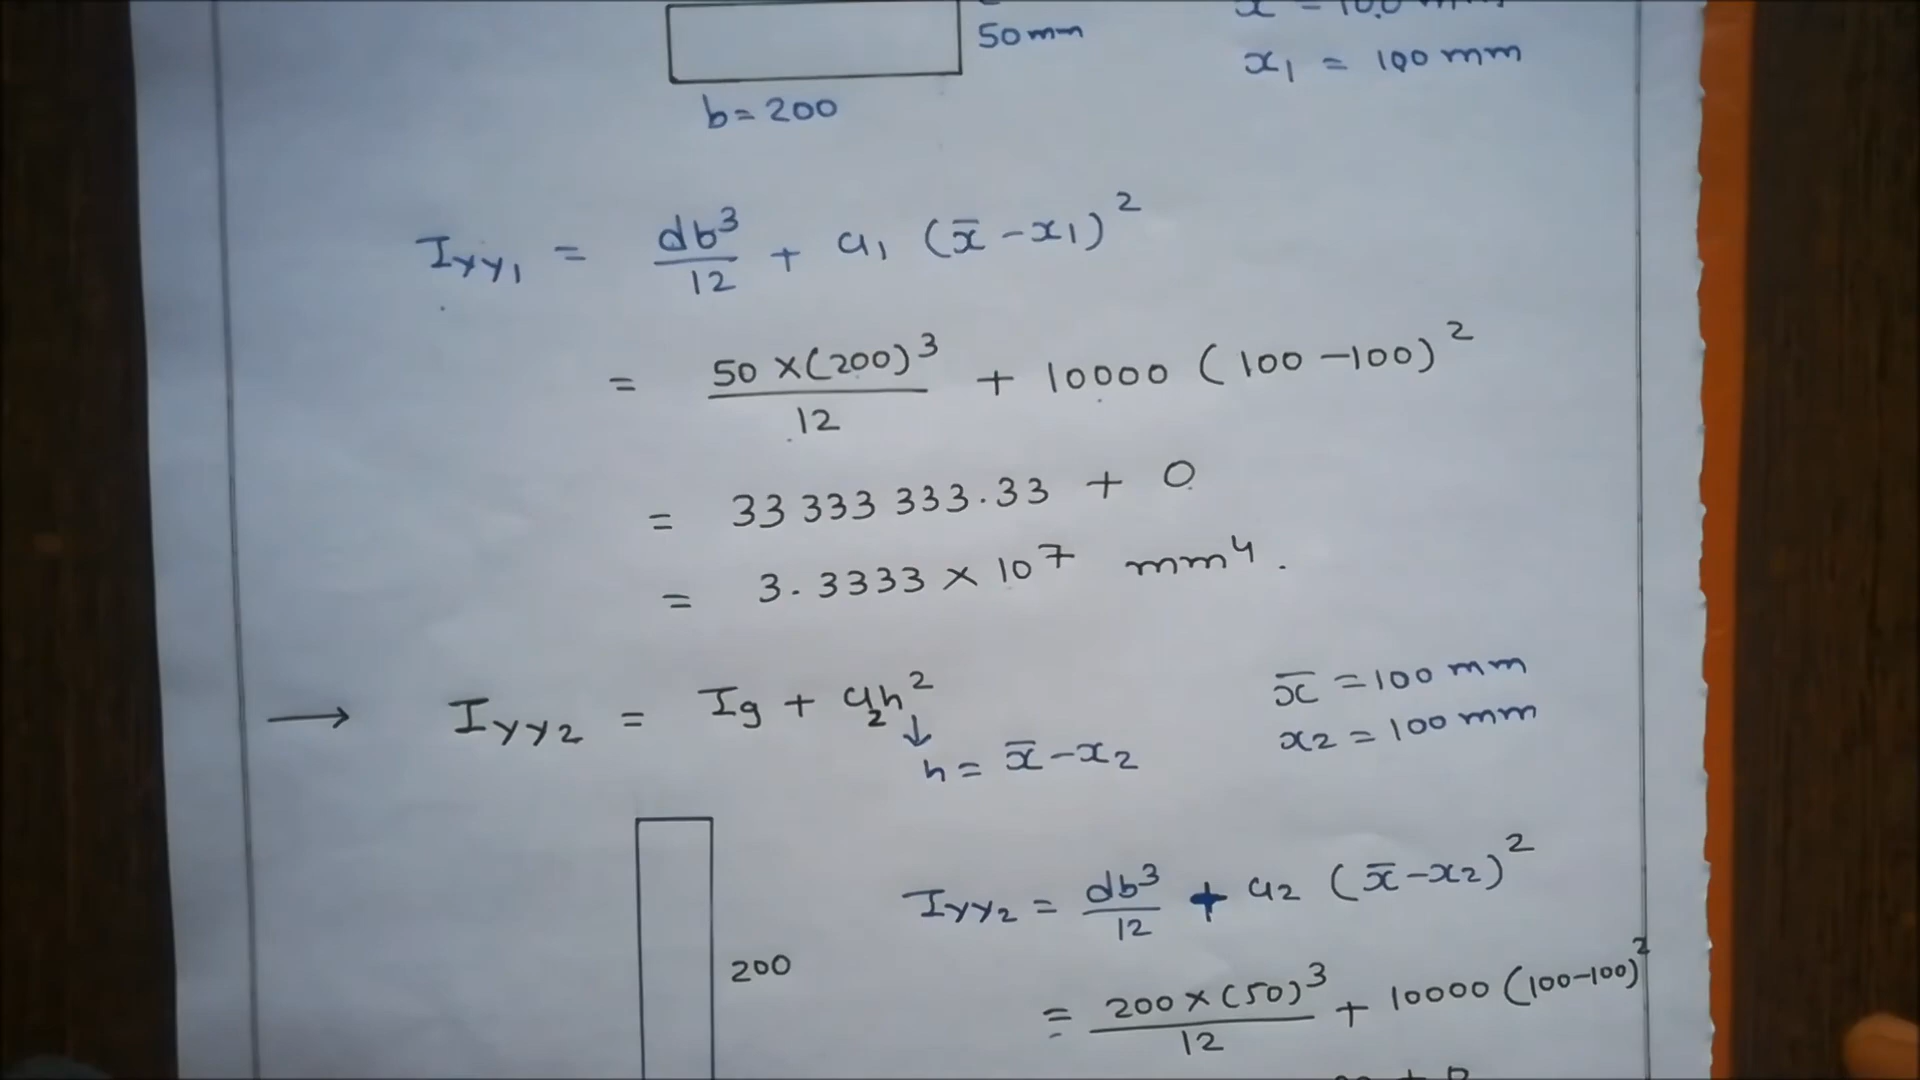 50mm
x̄ = 100 mm
x₁ = 100 mm
b = 200
Iyy₁ = db³/12 + a₁ (x̄ - x₁)²
= 50 × (200)³/12 + 10000 (100 - 100)²
= 33 333 333.33 + 0
= 3.3333 × 10⁷ mm⁴.
→ Iyy₂ = Ig + a₂h²
↓
h = x̄ - x₂
x̄ = 100 mm
x₂ = 100 mm
Iyy₂ = db³/12 + a₂ (x̄ - x₂)²
200
= 200 × (50)³/12 + 10000 (100-100)²